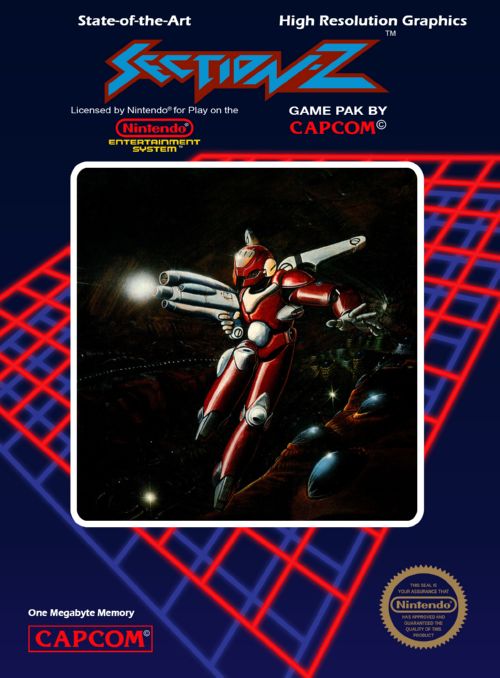 State-of-the-Art
High Resolution Graphics
SECTION-Z™
Licensed by Nintendo® for Play on the
Nintendo®
ENTERTAINMENT
SYSTEM™
GAME PAK BY
CAPCOM©
One Megabyte Memory
CAPCOM©
THIS SEAL IS
YOUR ASSURANCE THAT
Nintendo
HAS APPROVED AND
GUARANTEED THE
QUALITY OF THIS
PRODUCT